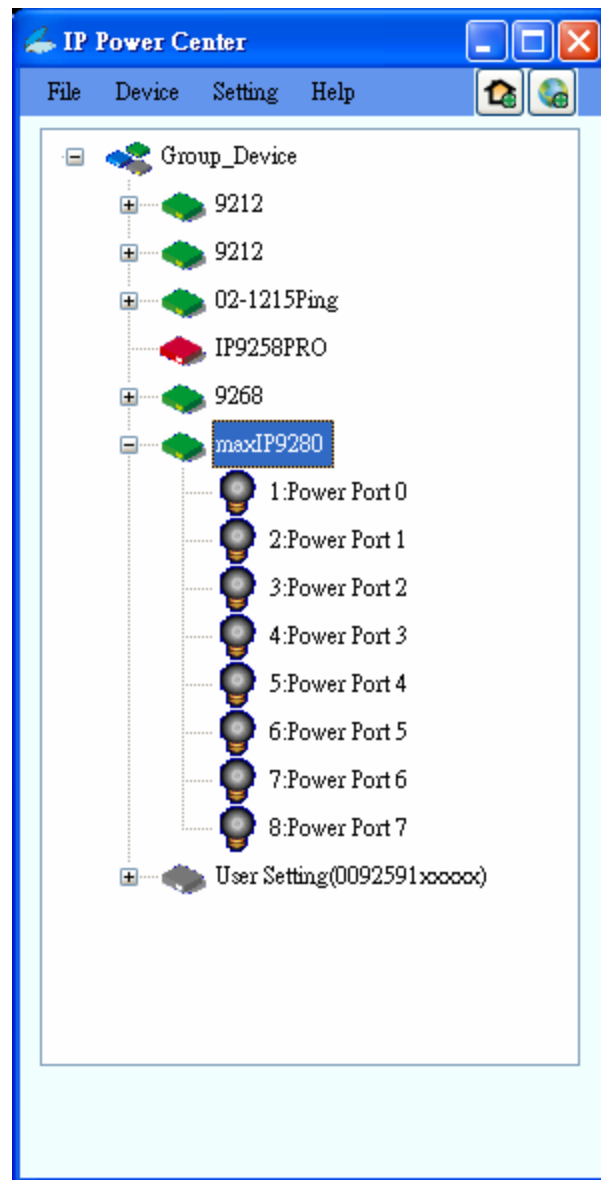 IP Power Center
File Device Setting Help
Group_Device
9212
9212
02-1215Ping
IP9258PRO
9268
maxIP9280
1:Power Port 0
2:Power Port 1
3:Power Port 2
4:Power Port 3
5:Power Port 4
6:Power Port 5
7:Power Port 6
8:Power Port 7
User Setting(0092591xxxxx)